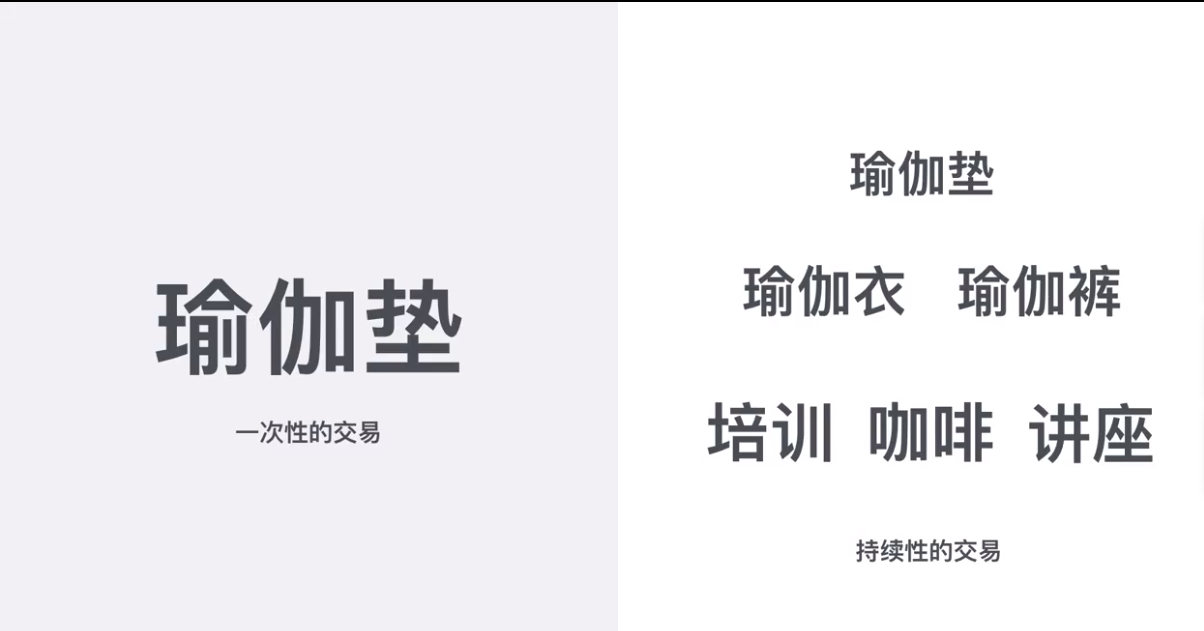 瑜伽垫
一次性的交易
瑜伽垫
瑜伽衣 瑜伽裤
培训 咖啡 讲座
持续性的交易